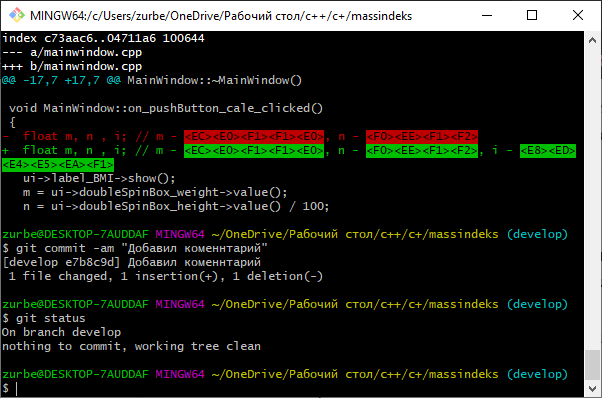 MINGW64:/c/Users/zurbe/OneDrive/Рабочий стол/c++/c+/massindeks
index c73aac6..04711a6 100644
--- a/mainwindow.cpp
+++ b/mainwindow.cpp
@@ -17,7 +17,7 @@ MainWindow::~MainWindow()
void MainWindow::on_pushButton_cale_clicked()
{
-  float m, n , i; // m - <EC><E0><F1><F1><E0>, n - <F0><EE><F1><F2>
+  float m, n , i; // m - <EC><E0><F1><F1><E0>, n - <F0><EE><F1><F2>, i - <E8><ED>
<E4><E5><EA><F1>
ui->label_BMI->show();
m = ui->doubleSpinBox_weight->value();
n = ui->doubleSpinBox_height->value() / 100;
zurbe@DESKTOP-7AUDDAF MINGW64 ~/OneDrive/Рабочий стол/c++/c+/massindeks (develop)
$ git commit -am "Добавил коменнтарий"
[develop e7b8c9d] Добавил коменнтарий
1 file changed, 1 insertion(+), 1 deletion(-)
zurbe@DESKTOP-7AUDDAF MINGW64 ~/OneDrive/Рабочий стол/c++/c+/massindeks (develop)
$ git status
On branch develop
nothing to commit, working tree clean
zurbe@DESKTOP-7AUDDAF MINGW64 ~/OneDrive/Рабочий стол/c++/c+/massindeks (develop)
$